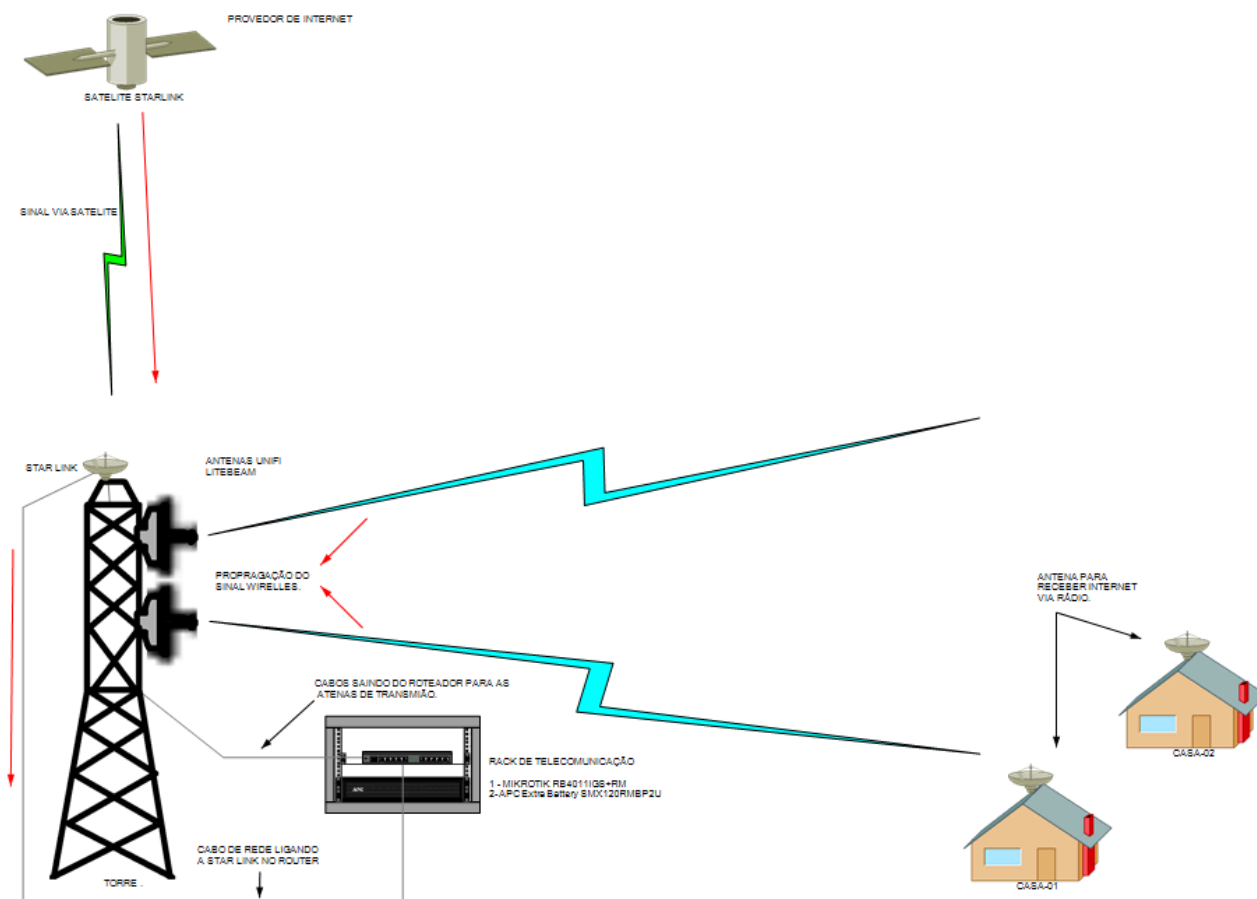 PROVEDOR DE INTERNET
SATELITE STARLINK
SINAL VIA SATELITE
STAR LINK
ANTENAS UNIFI
LITEBEAM
PROPRAGAÇÃO DO
SINAL WIRELLES.
ANTENA PARA
RECEBER INTERNET
VIA RÁDIO.
CABOS SAINDO DO ROTEADOR PARA AS
ATENAS DE TRANSMIÃO.
CASA-02
RACK DE TELECOMUNICAÇÃO
1 - MIKROTIK RB4011IGS+RM
2- APC Extra Battery SMX120RMBP2U
APC
CABO DE REDE LIGANDO
A STAR LINK NO ROUTER
TORRE .
CASA-01